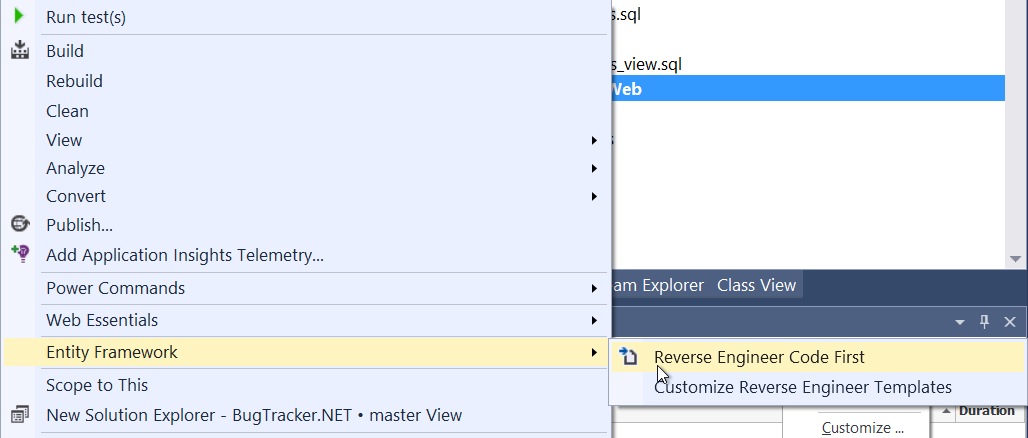 Run test(s)
Build
Rebuild
Clean
View
Analyze
Convert
Publish...
Add Application Insights Telemetry...
Power Commands
Web Essentials
Entity Framework
Scope to This
New Solution Explorer - BugTracker.NET • master View
s.sql
s_view.sql
Web
s
am Explorer Class View
Reverse Engineer Code First
Customize Reverse Engineer Templates
Duration
Customize ...